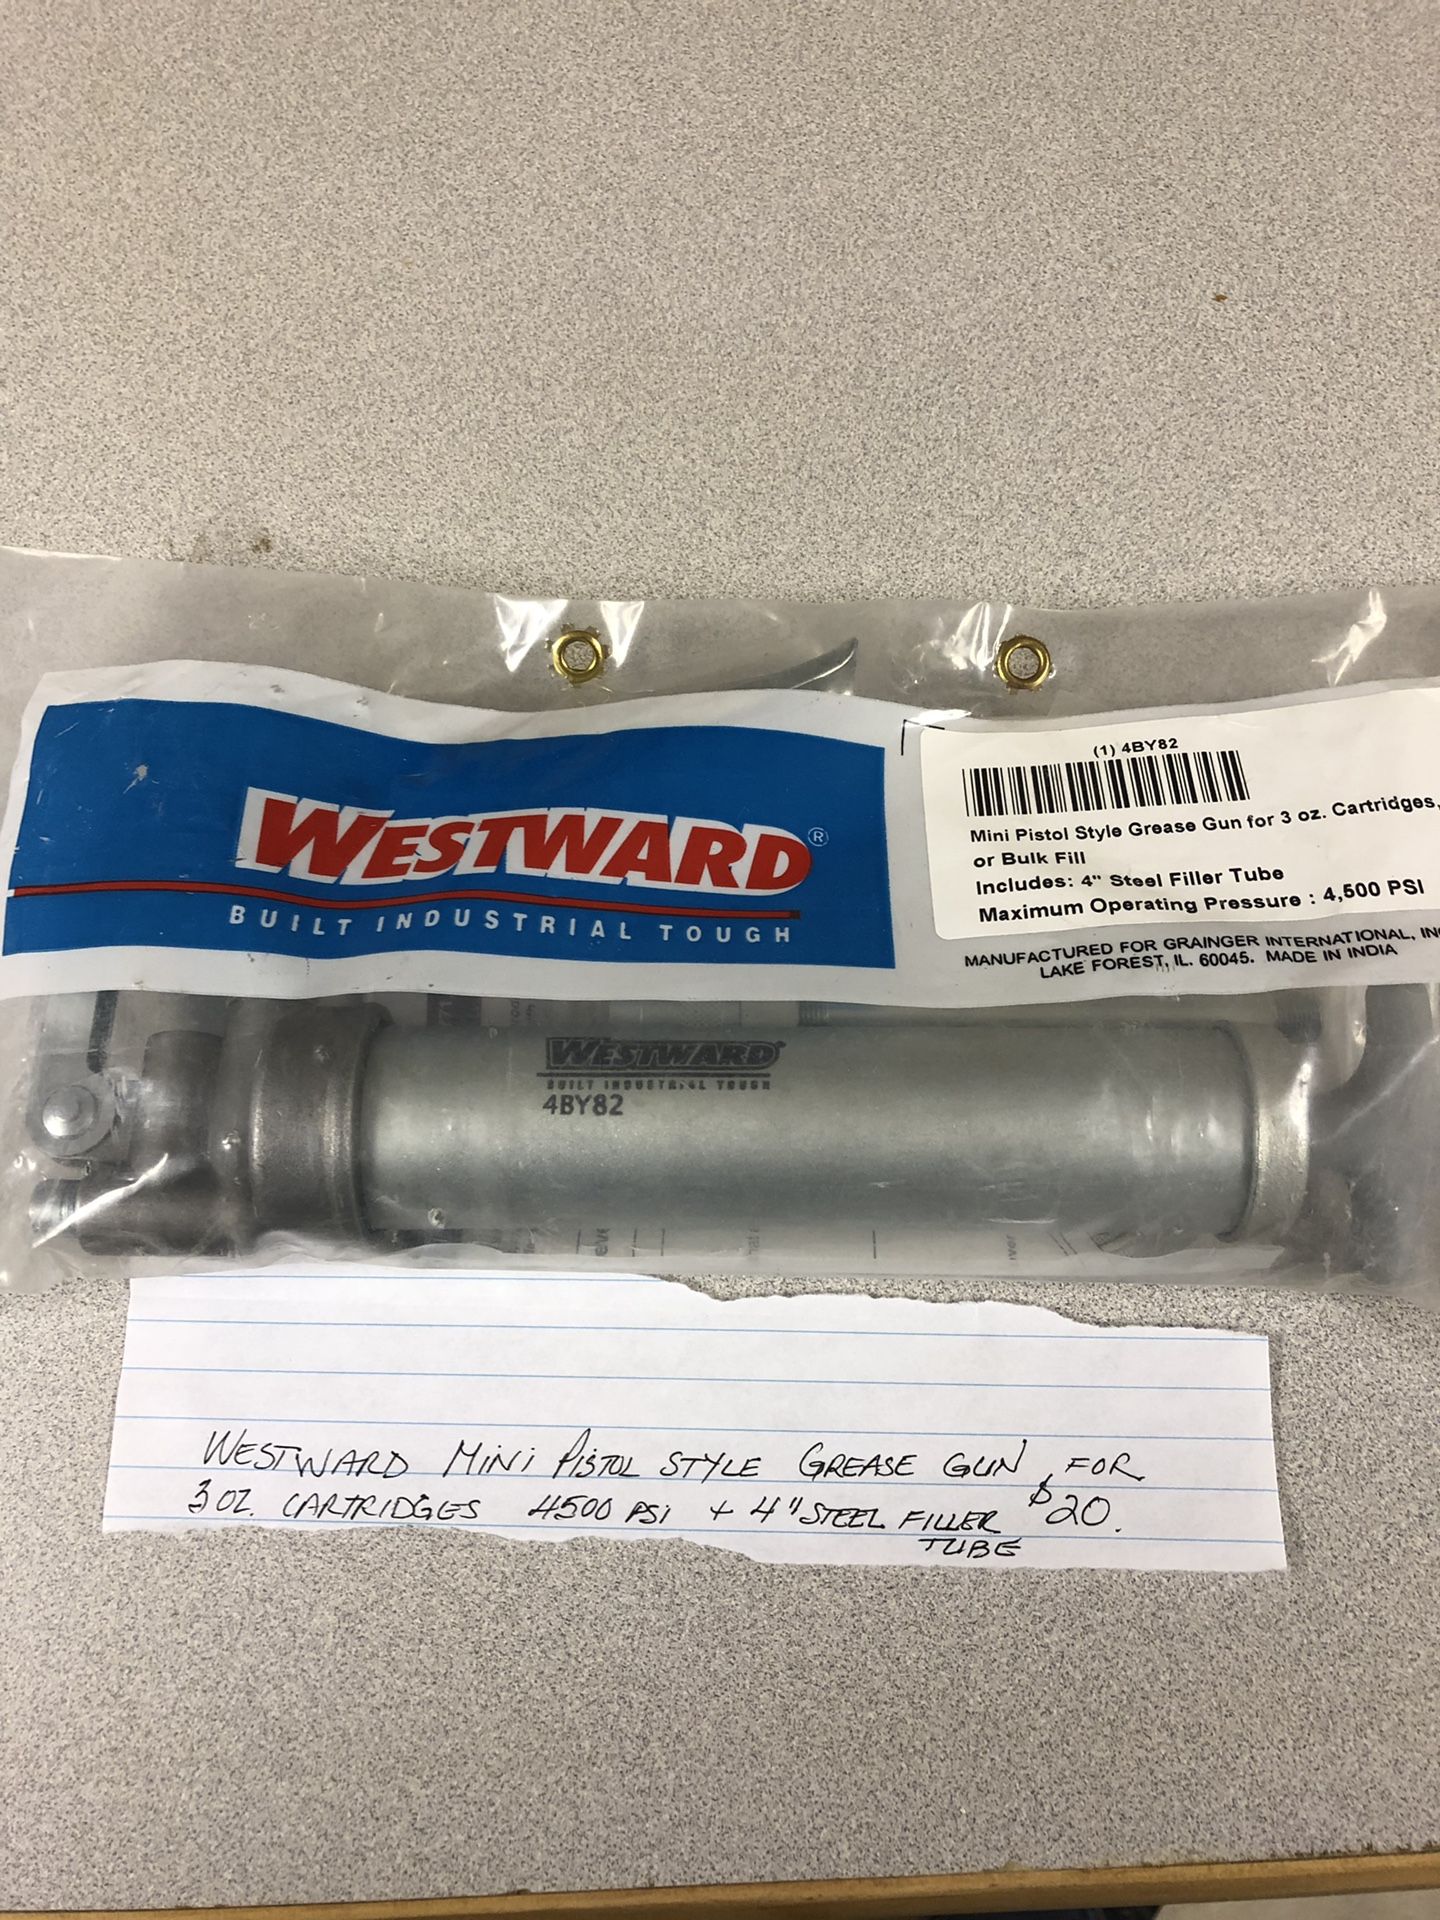 WESTWARD®
BUILT INDUSTRIAL TOUGH
(1) 4BY82
Mini Pistol Style Grease Gun for 3 oz. Cartridges,
or Bulk Fill
Includes: 4" Steel Filler Tube
Maximum Operating Pressure : 4,500 PSI
MANUFACTURED FOR GRAINGER INTERNATIONAL, INC
LAKE FOREST, IL. 60045. MADE IN INDIA
WESTWARD
BUILT INDUSTRIAL TOUGH
4BY82
WESTWARD MINI PISTOL STYLE GREASE GUN FOR
3 OZ. CARTRIDGES 4500 PSI + 4" STEEL FILLER $20.
TUBE